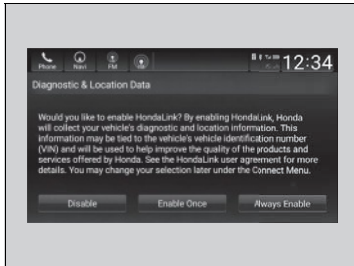 Phone Navi FM
12:34
Diagnostic & Location Data
Would you like to enable HondaLink? By enabling HondaLink, Honda
will collect your vehicle's diagnostic and location information. This
information may be tied to the vehicle's vehicle identification number
(VIN) and will be used to help improve the quality of the products and
services offered by Honda. See the HondaLink user agreement for more
details. You may change your selection later under the Connect Menu.
Disable Enable Once Always Enable